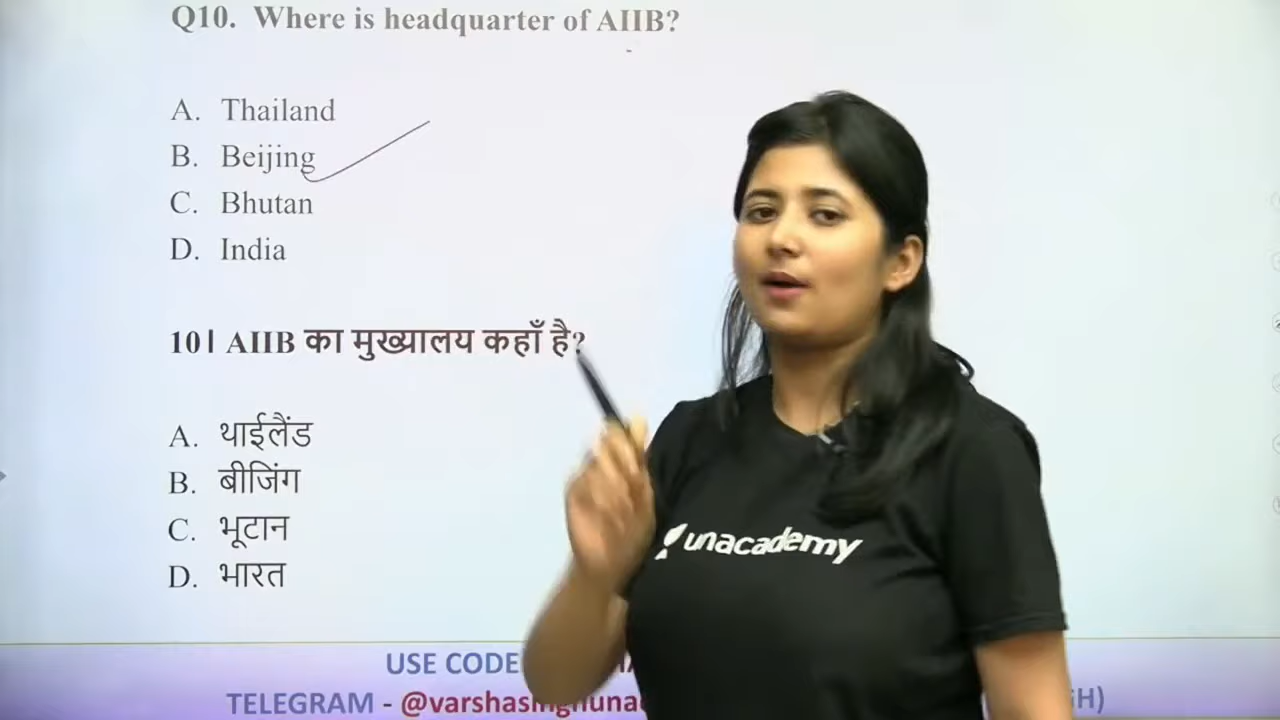 Q10. Where is headquarter of AIIB?
A. Thailand
B. Beijing
C. Bhutan
D. India
10। AIIB का मुख्यालय कहाँ है?
A. थाईलैंड
B. बीजिंग
C. भूटान
D. भारत
unacademy
USE CODE
TELEGRAM - @varshasinghuna
GH)